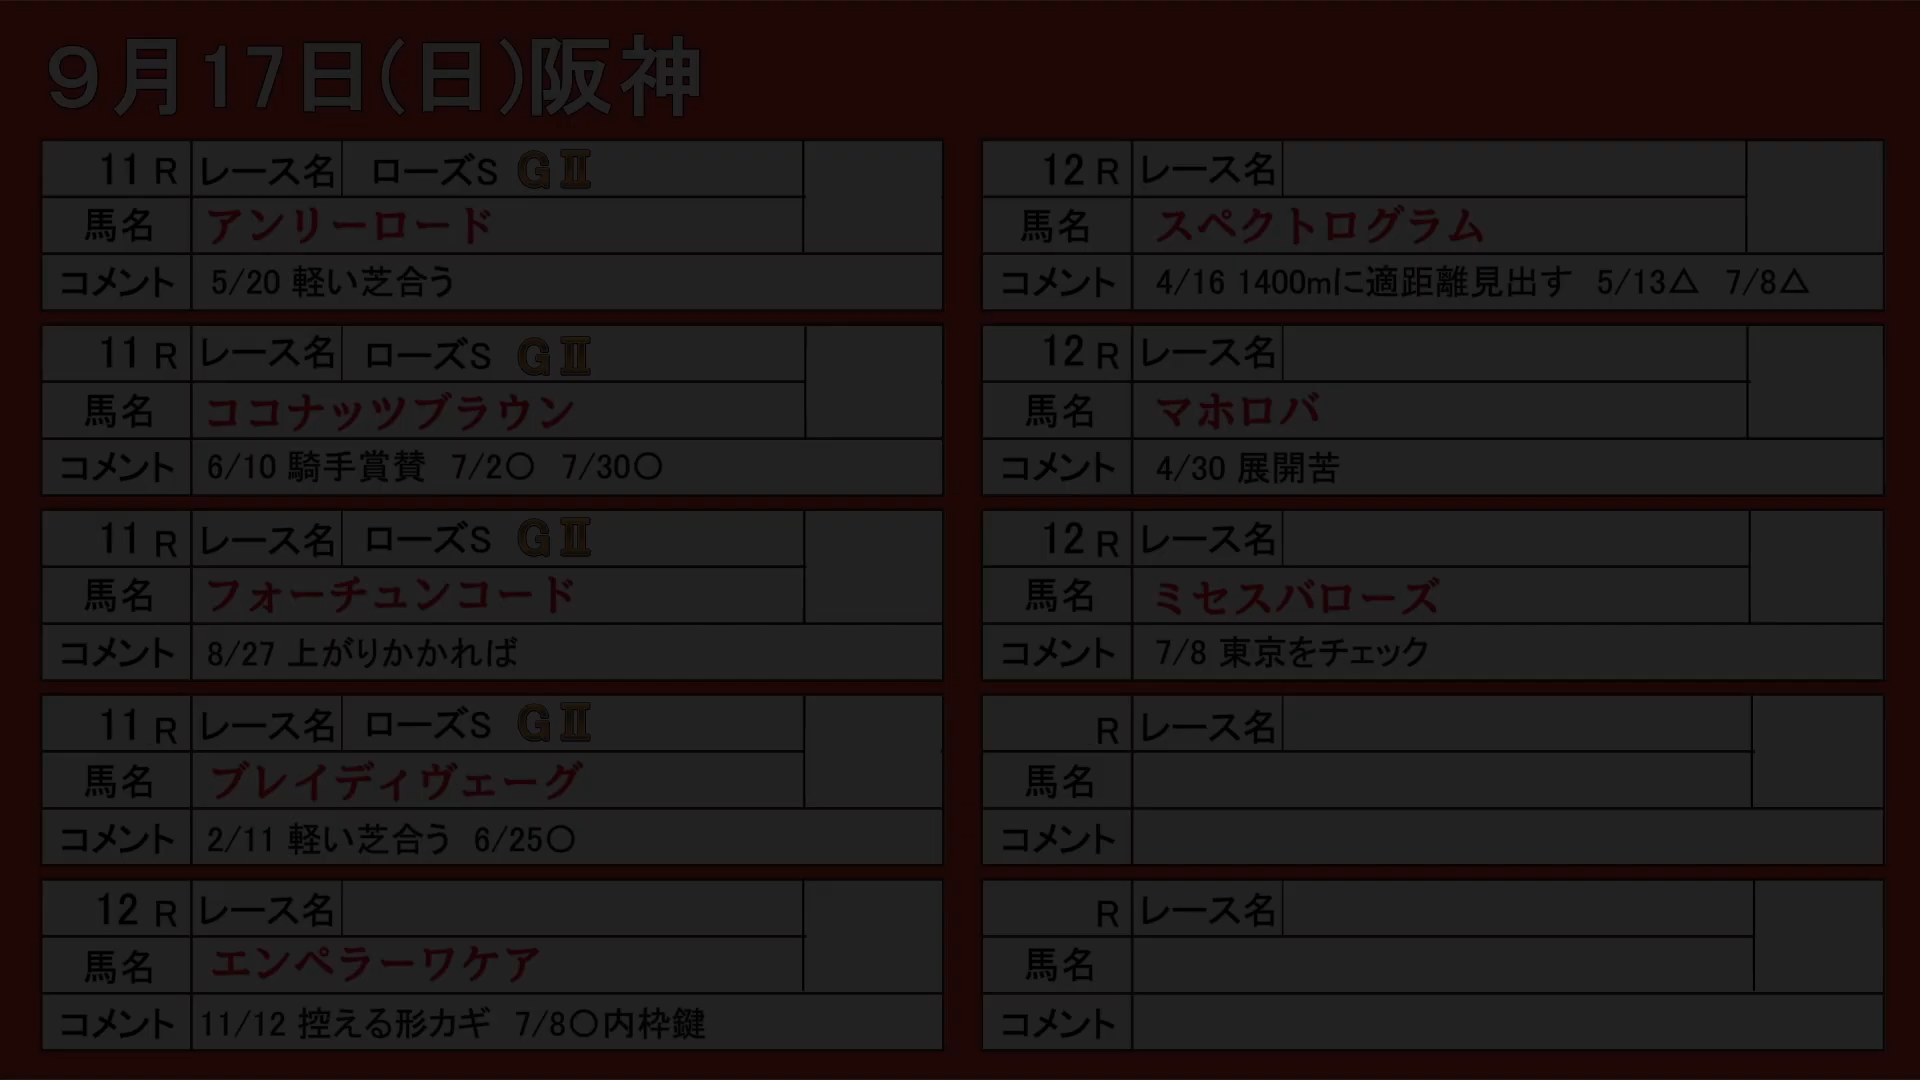 9月17日(日)阪神
11 R レース名 ローズS GⅡ
馬名 アンリーロード
コメント 5/20 軽い芝合う
11 R レース名 ローズS GⅡ
馬名 ココナッツブラウン
コメント 6/10 騎手賞賛 7/2〇 7/30〇
11 R レース名 ローズS GⅡ
馬名 フォーチュンコード
コメント 8/27 上がりかかれば
11 R レース名 ローズS GⅡ
馬名 ブレイディヴェーグ
コメント 2/11 軽い芝合う 6/25〇
12 R レース名
馬名 エンペラーワケア
コメント 11/12 控える形カギ 7/8〇内枠鍵
12 R レース名
馬名 スペクトログラム
コメント 4/16 1400mに適距離見出す 5/13△ 7/8△
12 R レース名
馬名 マホロバ
コメント 4/30 展開苦
12 R レース名
馬名 ミセスバローズ
コメント 7/8 東京をチェック
R レース名
馬名
コメント
R レース名
馬名
コメント